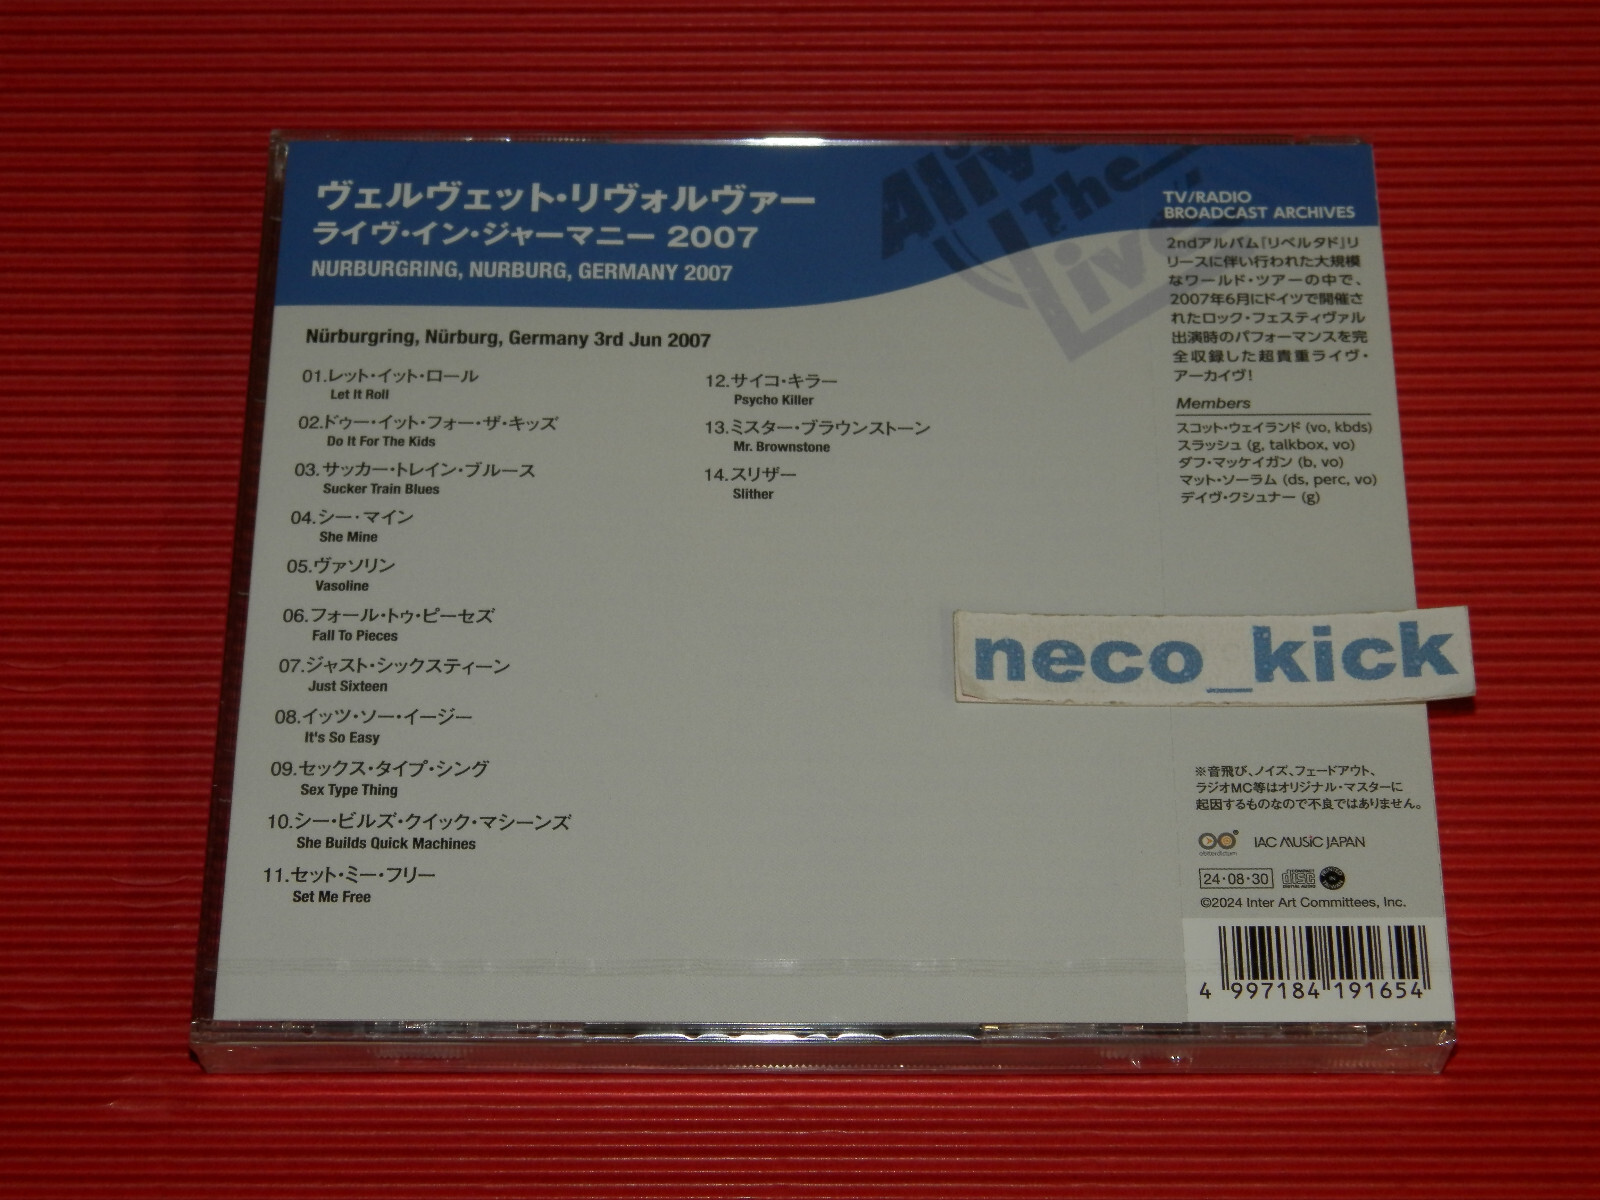 ヴェルヴェット・リヴォルヴァー
ライヴ・イン・ジャーマニー 2007
NURBURGRING, NURBURG, GERMANY 2007
Alive
The
Live
TV/RADIO
BROADCAST ARCHIVES
2ndアルバム『リベルタド』リ
リースに伴い行われた大規模
なワールド・ツアーの中で、
2007年6月にドイツで開催さ
れたロック・フェスティヴァル
出演時のパフォーマンスを完
全収録した超貴重ライヴ・
アーカイヴ!
Members
スコット・ウェイランド (vo, kbds)
スラッシュ (g, talkbox, vo)
ダフ・マッケイガン (b, vo)
マット・ソーラム (ds, perc, vo)
デイヴ・クシュナー (g)
Nürburgring, Nürburg, Germany 3rd Jun 2007
01.レット・イット・ロール
Let It Roll
02.ドゥー・イット・フォー・ザ・キッズ
Do It For The Kids
03.サッカー・トレイン・ブルース
Sucker Train Blues
04.シー・マイン
She Mine
05.ヴァソリン
Vasoline
06.フォール・トゥ・ピーセズ
Fall To Pieces
07.ジャスト・シックスティーン
Just Sixteen
08.イッツ・ソー・イージー
It's So Easy
09.セックス・タイプ・シング
Sex Type Thing
10.シー・ビルズ・クイック・マシーンズ
She Builds Quick Machines
11.セット・ミー・フリー
Set Me Free
12.サイコ・キラー
Psycho Killer
13.ミスター・ブラウンストーン
Mr. Brownstone
14.スリザー
Slither
neco_kick
※音飛び、ノイズ、フェードアウト、
ラジオMC等はオリジナル・マスターに
起因するものなので不良ではありません。
IAC MUSIC JAPAN
24・08・30
COMPACT disc DIGITAL AUDIO
©2024 Inter Art Committees, Inc.
4 997184 191654